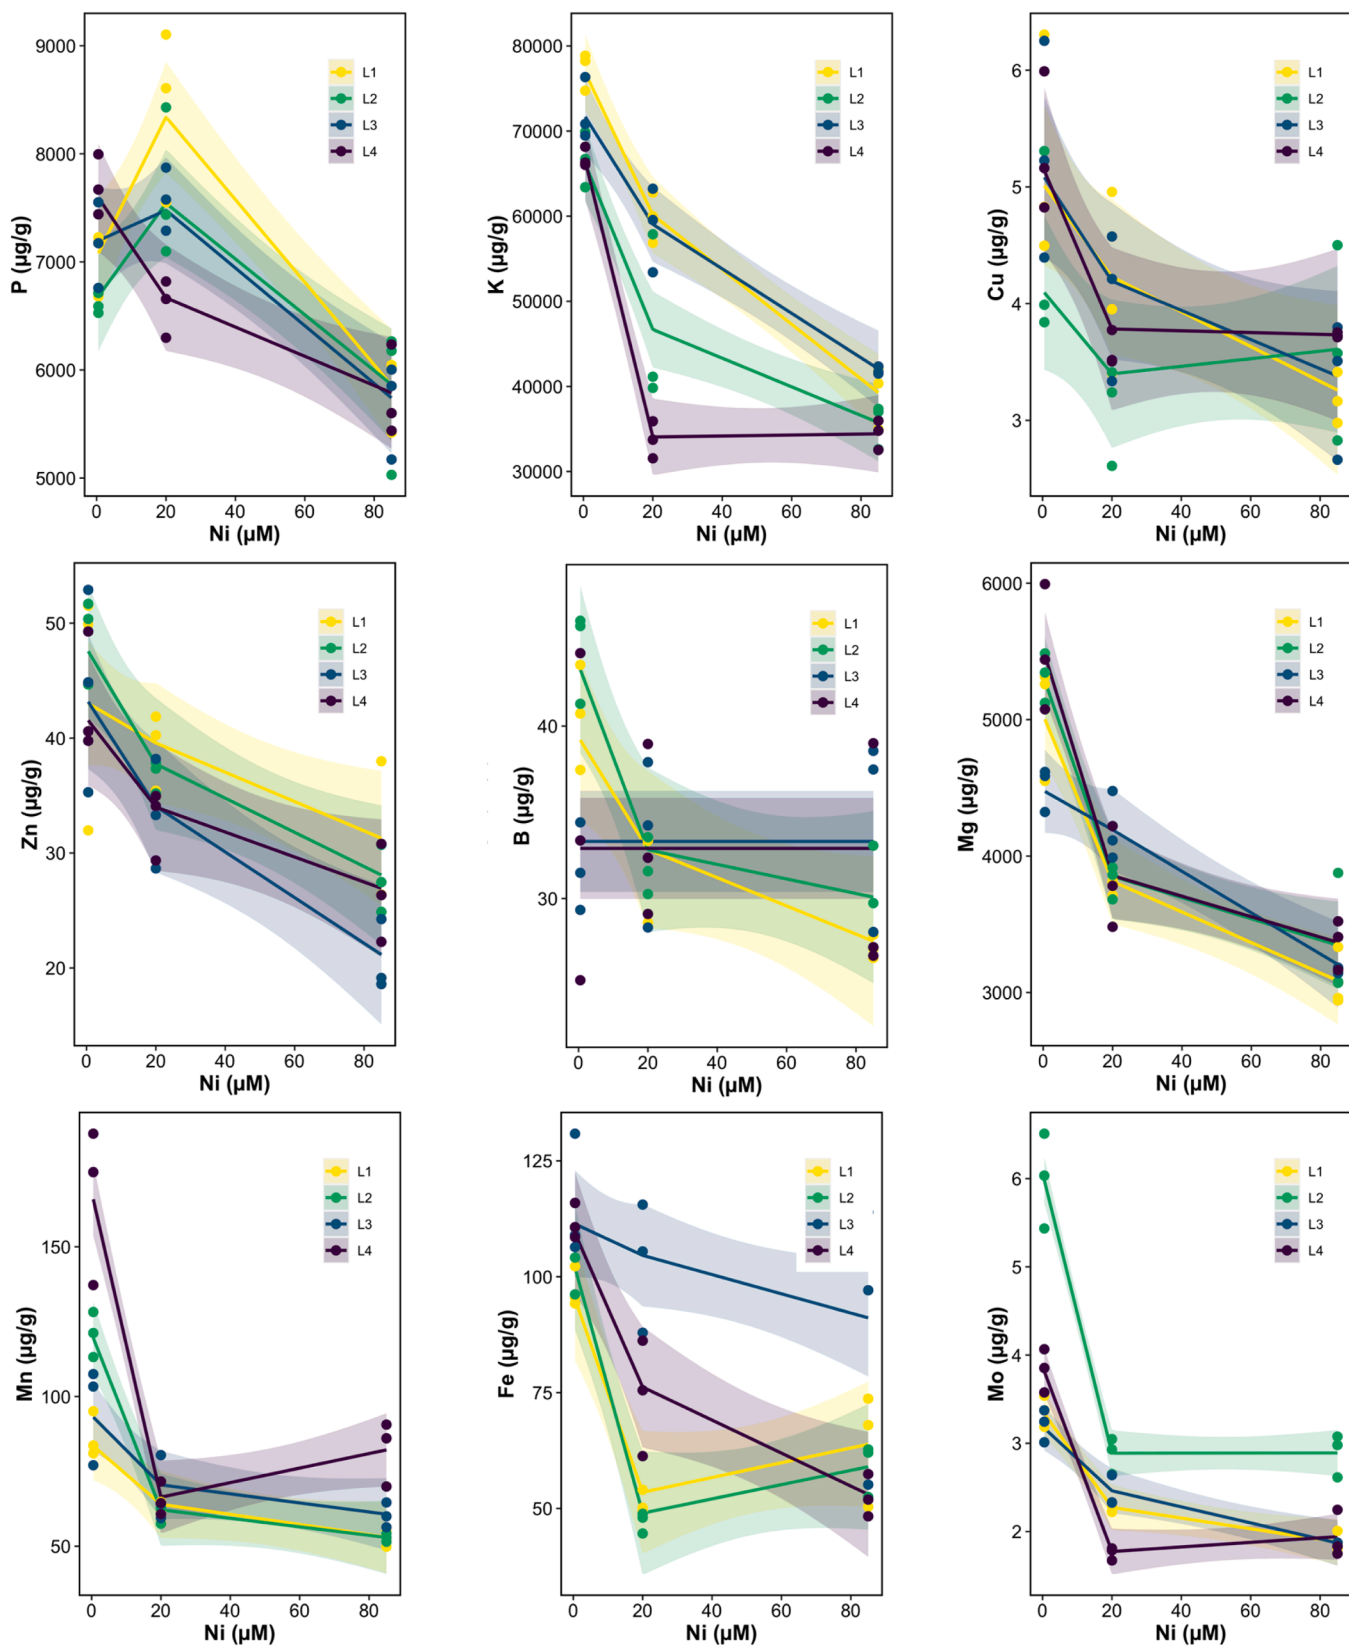 P (µg/g)
9000
8000
7000
6000
5000
L1
L2
L3
L4
0 20 40 60 80
Ni (µM)
K (µg/g)
80000
70000
60000
50000
40000
30000
L1
L2
L3
L4
0 20 40 60 80
Ni (µM)
Cu (µg/g)
6
5
4
3
L1
L2
L3
L4
0 20 40 60 80
Ni (µM)
Zn (µg/g)
50
40
30
20
L1
L2
L3
L4
0 20 40 60 80
Ni (µM)
B (µg/g)
40
30
L1
L2
L3
L4
0 20 40 60 80
Ni (µM)
Mg (µg/g)
6000
5000
4000
3000
L1
L2
L3
L4
0 20 40 60 80
Ni (µM)
Mn (µg/g)
150
100
50
L1
L2
L3
L4
0 20 40 60 80
Ni (µM)
Fe (µg/g)
125
100
75
50
L1
L2
L3
L4
0 20 40 60 80
Ni (µM)
Mo (µg/g)
6
5
4
3
2
L1
L2
L3
L4
0 20 40 60 80
Ni (µM)